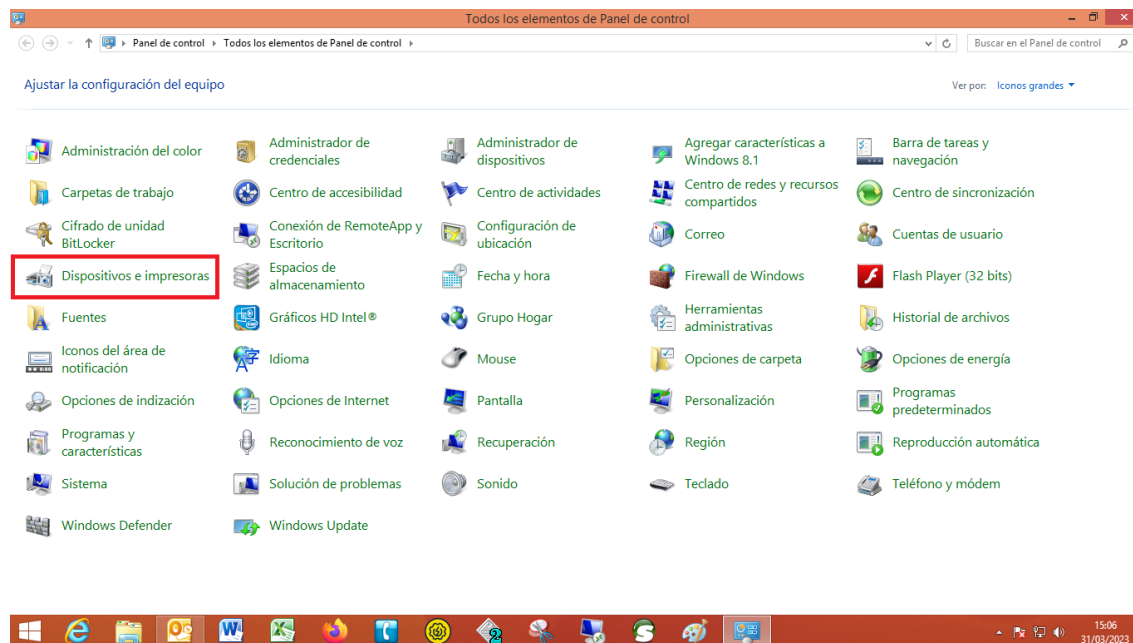 Todos los elementos de Panel de control
Panel de control Todos los elementos de Panel de control
Buscar en el Panel de control
Ajustar la configuración del equipo
Ver por: Iconos grandes
Administración del color
Administrador de
credenciales
Administrador de
dispositivos
Agregar características a
Windows 8.1
Barra de tareas y
navegación
Carpetas de trabajo
Centro de accesibilidad
Centro de actividades
Centro de redes y recursos
compartidos
Centro de sincronización
Cifrado de unidad
BitLocker
Conexión de RemoteApp y
Escritorio
Configuración de
ubicación
Correo
Cuentas de usuario
Dispositivos e impresoras
Espacios de
almacenamiento
Fecha y hora
Firewall de Windows
Flash Player (32 bits)
Fuentes
Gráficos HD Intel®
Grupo Hogar
Herramientas
administrativas
Historial de archivos
Iconos del área de
notificación
Idioma
Mouse
Opciones de carpeta
Opciones de energía
Opciones de indización
Opciones de Internet
Pantalla
Personalización
Programas
predeterminados
Programas y
características
Reconocimiento de voz
Recuperación
Región
Reproducción automática
Sistema
Solución de problemas
Sonido
Teclado
Teléfono y módem
Windows Defender
Windows Update
15:06
31/03/2023